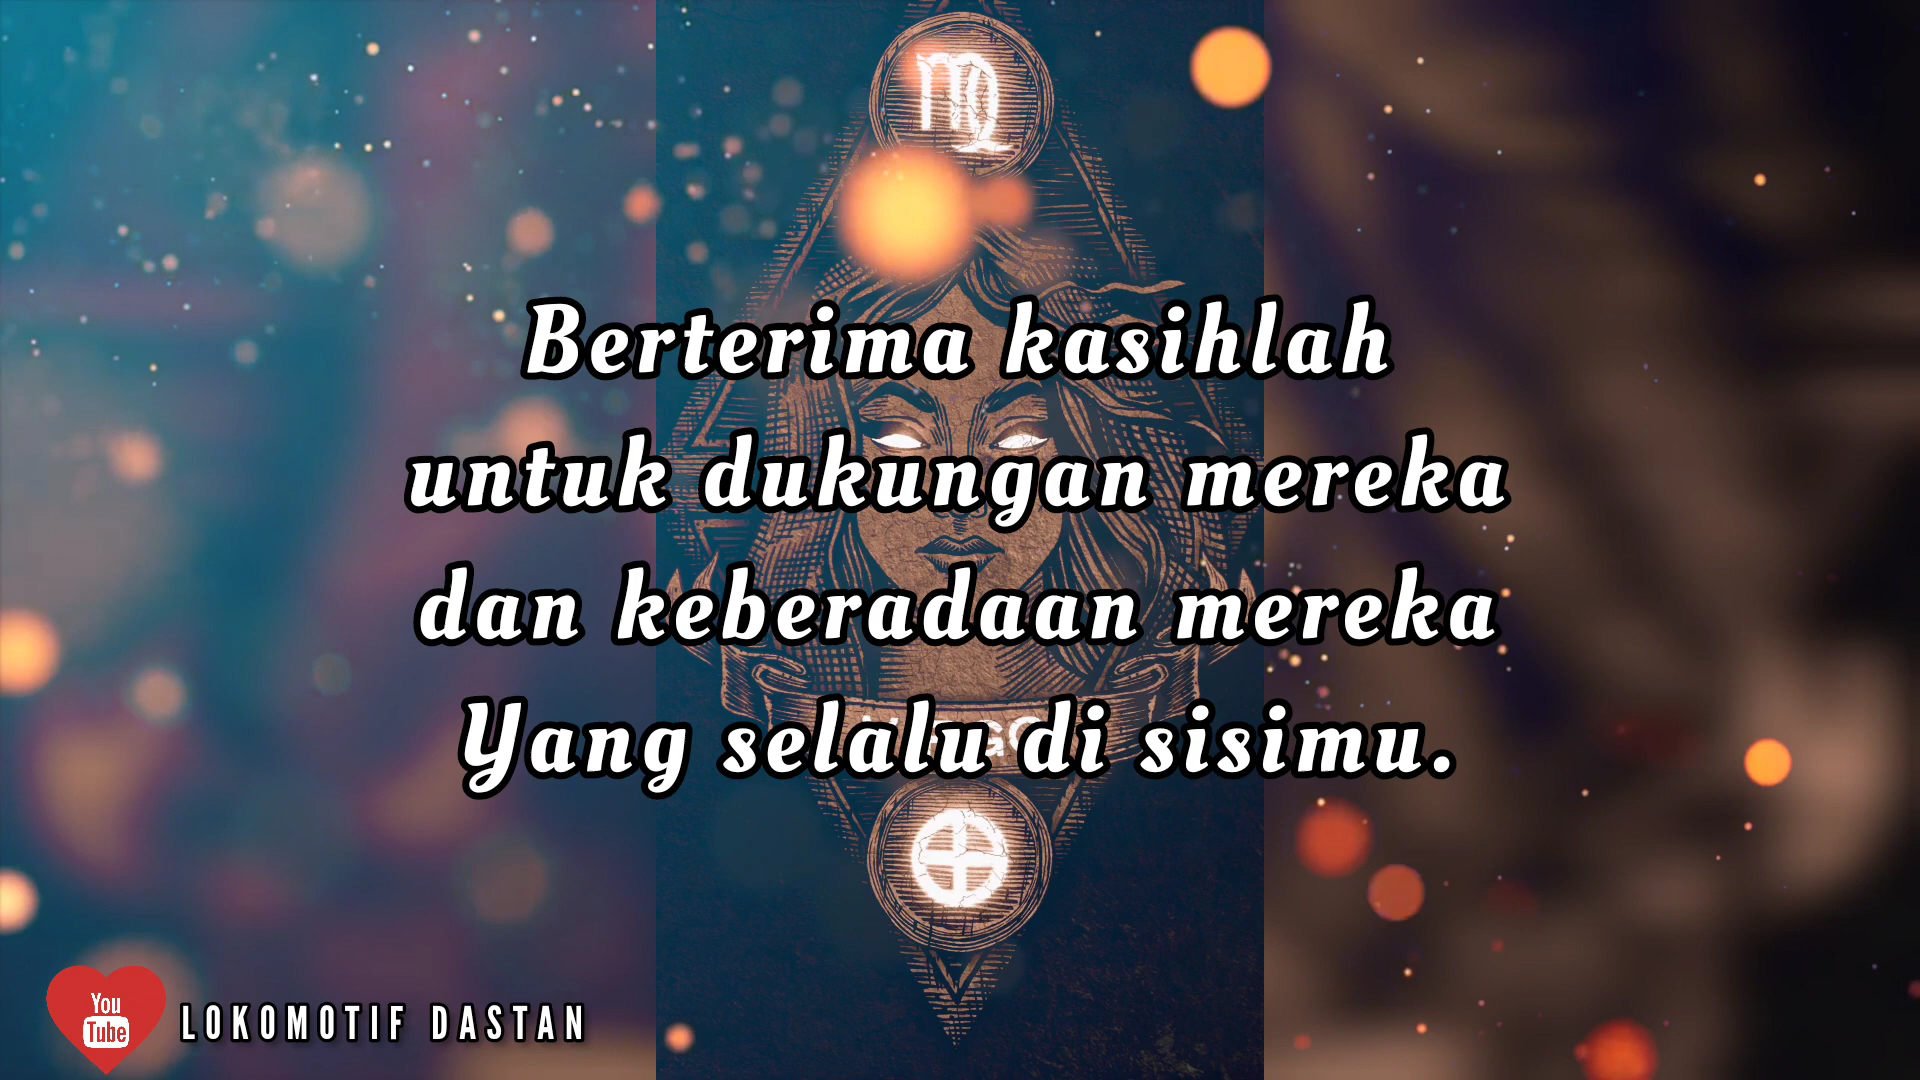 Berterima kasihlah
untuk dukungan mereka
dan keberadaan mereka
Yang selalu di sisimu.
You
Tube
LOKOMOTIF DASTAN